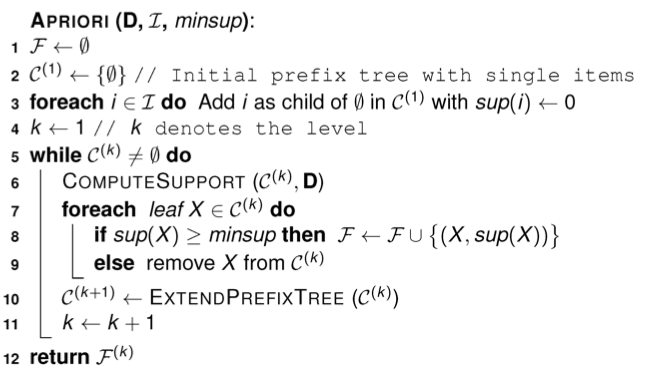 APRIORI (D, I, minsup):
1 F ← ∅
2 C⁽¹⁾ ← {∅} // Initial prefix tree with single items
3 foreach i ∈ I do Add i as child of ∅ in C⁽¹⁾ with sup(i) ← 0
4 k ← 1 // k denotes the level
5 while C⁽ᵏ⁾ ≠ ∅ do
6 COMPUTESUPPORT (C⁽ᵏ⁾, D)
7 foreach leaf X ∈ C⁽ᵏ⁾ do
8 if sup(X) ≥ minsup then F ← F ∪ {(X, sup(X))}
9 else remove X from C⁽ᵏ⁾
10 C⁽ᵏ⁺¹⁾ ← EXTENDPREFIXTREE (C⁽ᵏ⁾)
11 k ← k + 1
12 return F⁽ᵏ⁾